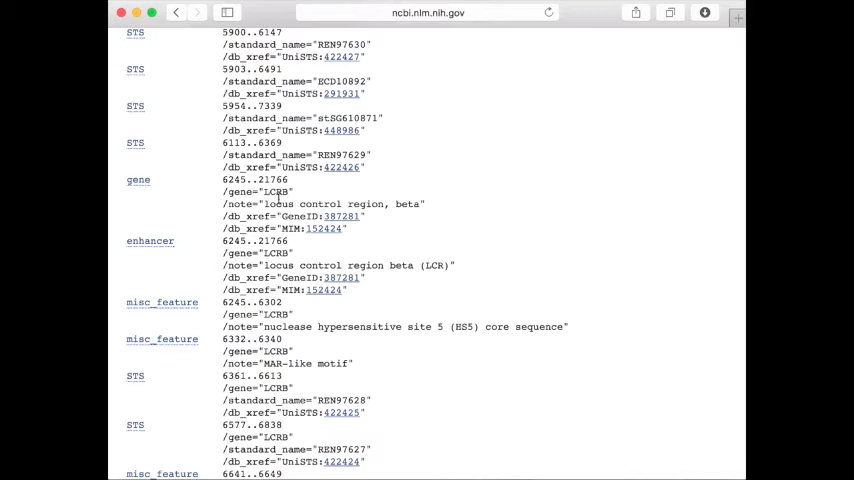 ncbi.nlm.nih.gov
STS 5900..6147
/standard_name="REN97630"
/db_xref="UniSTS:422427"
STS 5903..6491
/standard_name="ECD10892"
/db_xref="UniSTS:291931"
STS 5954..7339
/standard_name="stSG610871"
/db_xref="UniSTS:448986"
STS 6113..6369
/standard_name="REN97629"
/db_xref="UniSTS:422426"
gene 6245..21766
/gene="LCRB"
/note="locus control region, beta"
/db_xref="GeneID:387281"
/db_xref="MIM:152424"
enhancer 6245..21766
/gene="LCRB"
/note="locus control region beta (LCR)"
/db_xref="GeneID:387281"
/db_xref="MIM:152424"
misc_feature 6245..6302
/gene="LCRB"
/note="nuclease hypersensitive site 5 (HS5) core sequence"
misc_feature 6332..6340
/gene="LCRB"
/note="MAR-like motif"
STS 6361..6613
/gene="LCRB"
/standard_name="REN97628"
/db_xref="UniSTS:422425"
STS 6577..6838
/gene="LCRB"
/standard_name="REN97627"
/db_xref="UniSTS:422424"
misc_feature 6641..6649